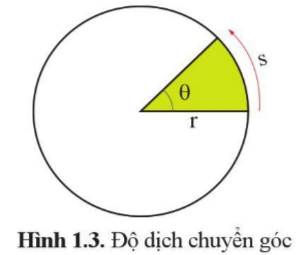 s
θ
r
Hình 1.3. Độ dịch chuyển góc